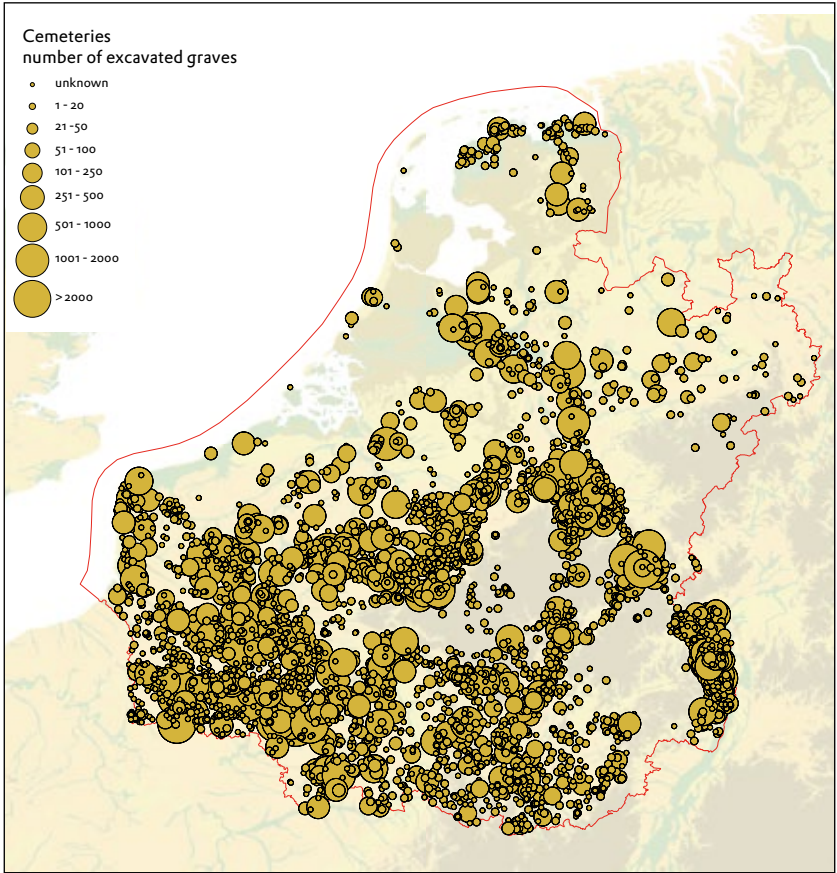 Cemeteries
number of excavated graves
unknown
1 - 20
21 -50
51 - 100
101 - 250
251 - 500
501 - 1000
1001 - 2000
> 2000